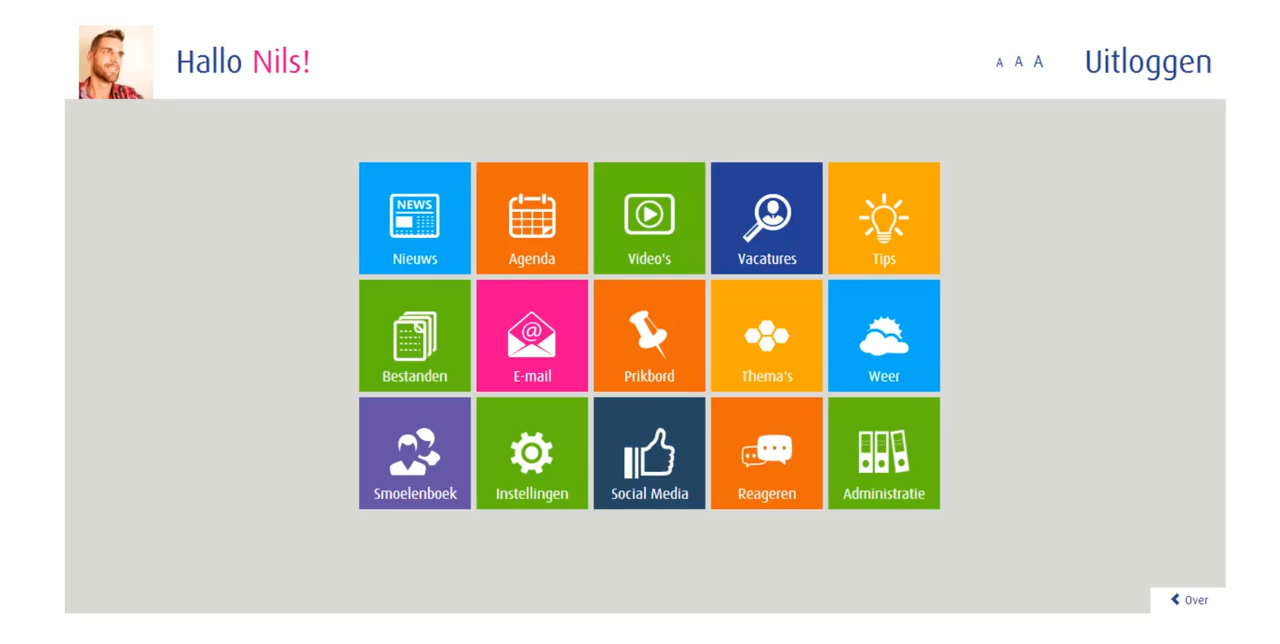 Hallo Nils!
A A A
Uitloggen
NEWS
Nieuws
Agenda
Video's
Vacatures
Tips
Bestanden
@
E-mail
Prikbord
Thema's
Weer
Smoelenboek
Instellingen
Social Media
Reageren
Administratie
Over